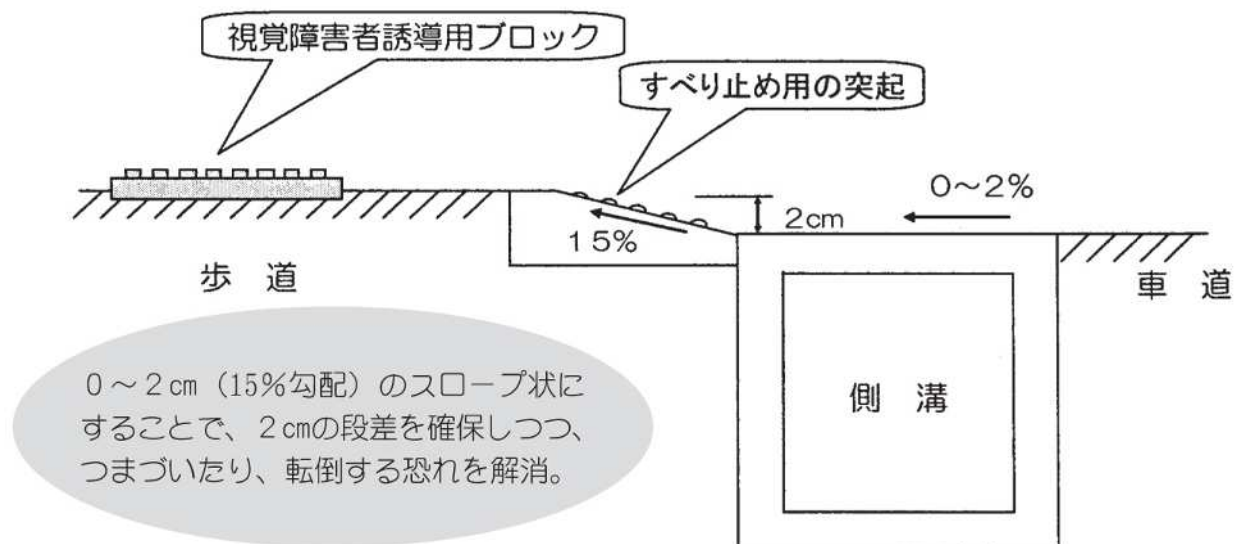 視覚障害者誘導用ブロック
すべり止め用の突起
0~2%
2cm
15%
歩 道
車 道
側 溝
0~2cm(15%勾配)のスロープ状に
することで、2cmの段差を確保しつつ、
つまづいたり、転倒する恐れを解消。